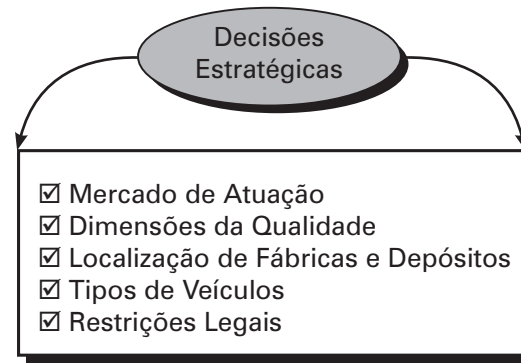 Decisões
Estratégicas
☑ Mercado de Atuação
☑ Dimensões da Qualidade
☑ Localização de Fábricas e Depósitos
☑ Tipos de Veículos
☑ Restrições Legais